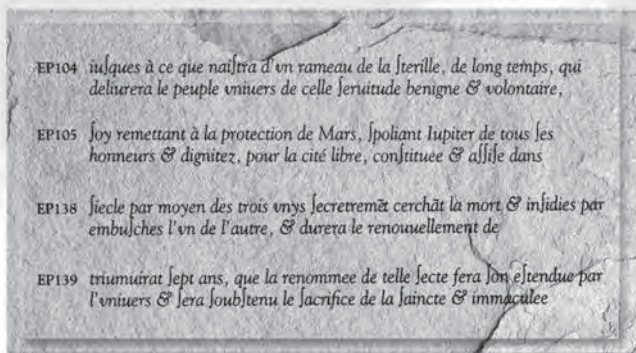 EP104 iuſques à ce que naiſtra d'vn rameau de la ſterille, de long temps, qui
deliurera le peuple vniuers de celle ſeruitude benigne & volontaire,
EP105 ſoy remettant à la protection de Mars, ſpoliant Iupiter de tous ſes
honneurs & dignitez, pour la cité libre, conſtituee & aſſiſe dans
EP138 ſiecle par moyen des trois vnys ſecretremẽt cerchãt la mort & inſidies par
embuſches l'vn de l'autre, & durera le renouuellement de
EP139 triumuirat ſept ans, que la renommee de telle ſecte fera ſon eſtendue par
l'vniuers & ſera ſoubſtenu le ſacrifice de la ſaincte & immaculee